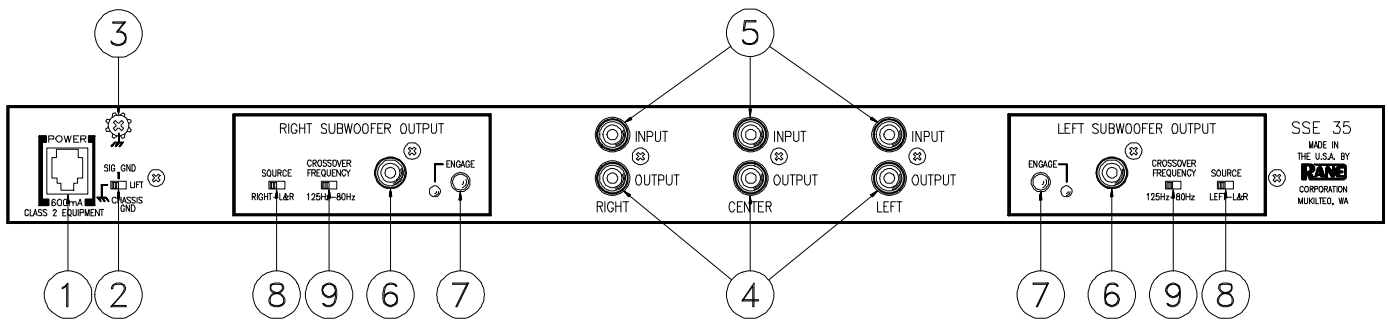 3
5
POWER
600mA
CLASS 2 EQUIPMENT
SIG GND
LIFT
CHASSIS
GND
RIGHT SUBWOOFER OUTPUT
SOURCE
RIGHT L&R
CROSSOVER
FREQUENCY
125Hz 80Hz
ENGAGE
INPUT
OUTPUT
RIGHT
INPUT
OUTPUT
CENTER
INPUT
OUTPUT
LEFT
LEFT SUBWOOFER OUTPUT
ENGAGE
CROSSOVER
FREQUENCY
125Hz 80Hz
SOURCE
LEFT L&R
SSE 35
MADE IN
THE U.S.A. BY
RANE
CORPORATION
MUKILTEO, WA
1
2
8
9
6
7
4
7
6
9
8